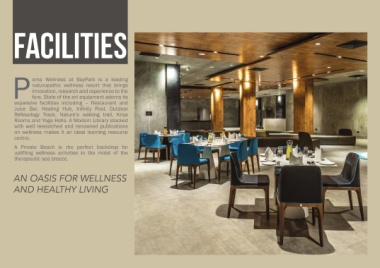 FACILITIES
Pema Wellness at BayPark is a leading
naturopathic wellness resort that brings
innovation, research and experience to the
fore. State of the art equipment adorns its
expansive facilities including – Restaurant and
Juice Bar, Healing Hub, Infinity Pool, Outdoor
Reflexology Track, Nature's walking trail, Kriya
Rooms and Yoga Halls. A Modern Library stacked
with well researched and renowned publications
on wellness makes it an ideal learning resource
centre.
A Private Beach is the perfect backdrop for
uplifting wellness activities in the midst of the
therapeutic sea breeze.
AN OASIS FOR WELLNESS
AND HEALTHY LIVING